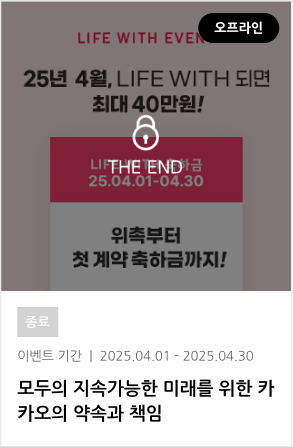 오프라인
LIFE WITH EVEN
25년 4월, LIFE WITH 되면
최대 40만원!
LIFE WITH 축하금
THE END
25.04.01-04.30
위촉부터
첫 계약 축하금까지!
종료
이벤트 기간 | 2025.04.01 - 2025.04.30
모두의 지속가능한 미래를 위한 카
카오의 약속과 책임